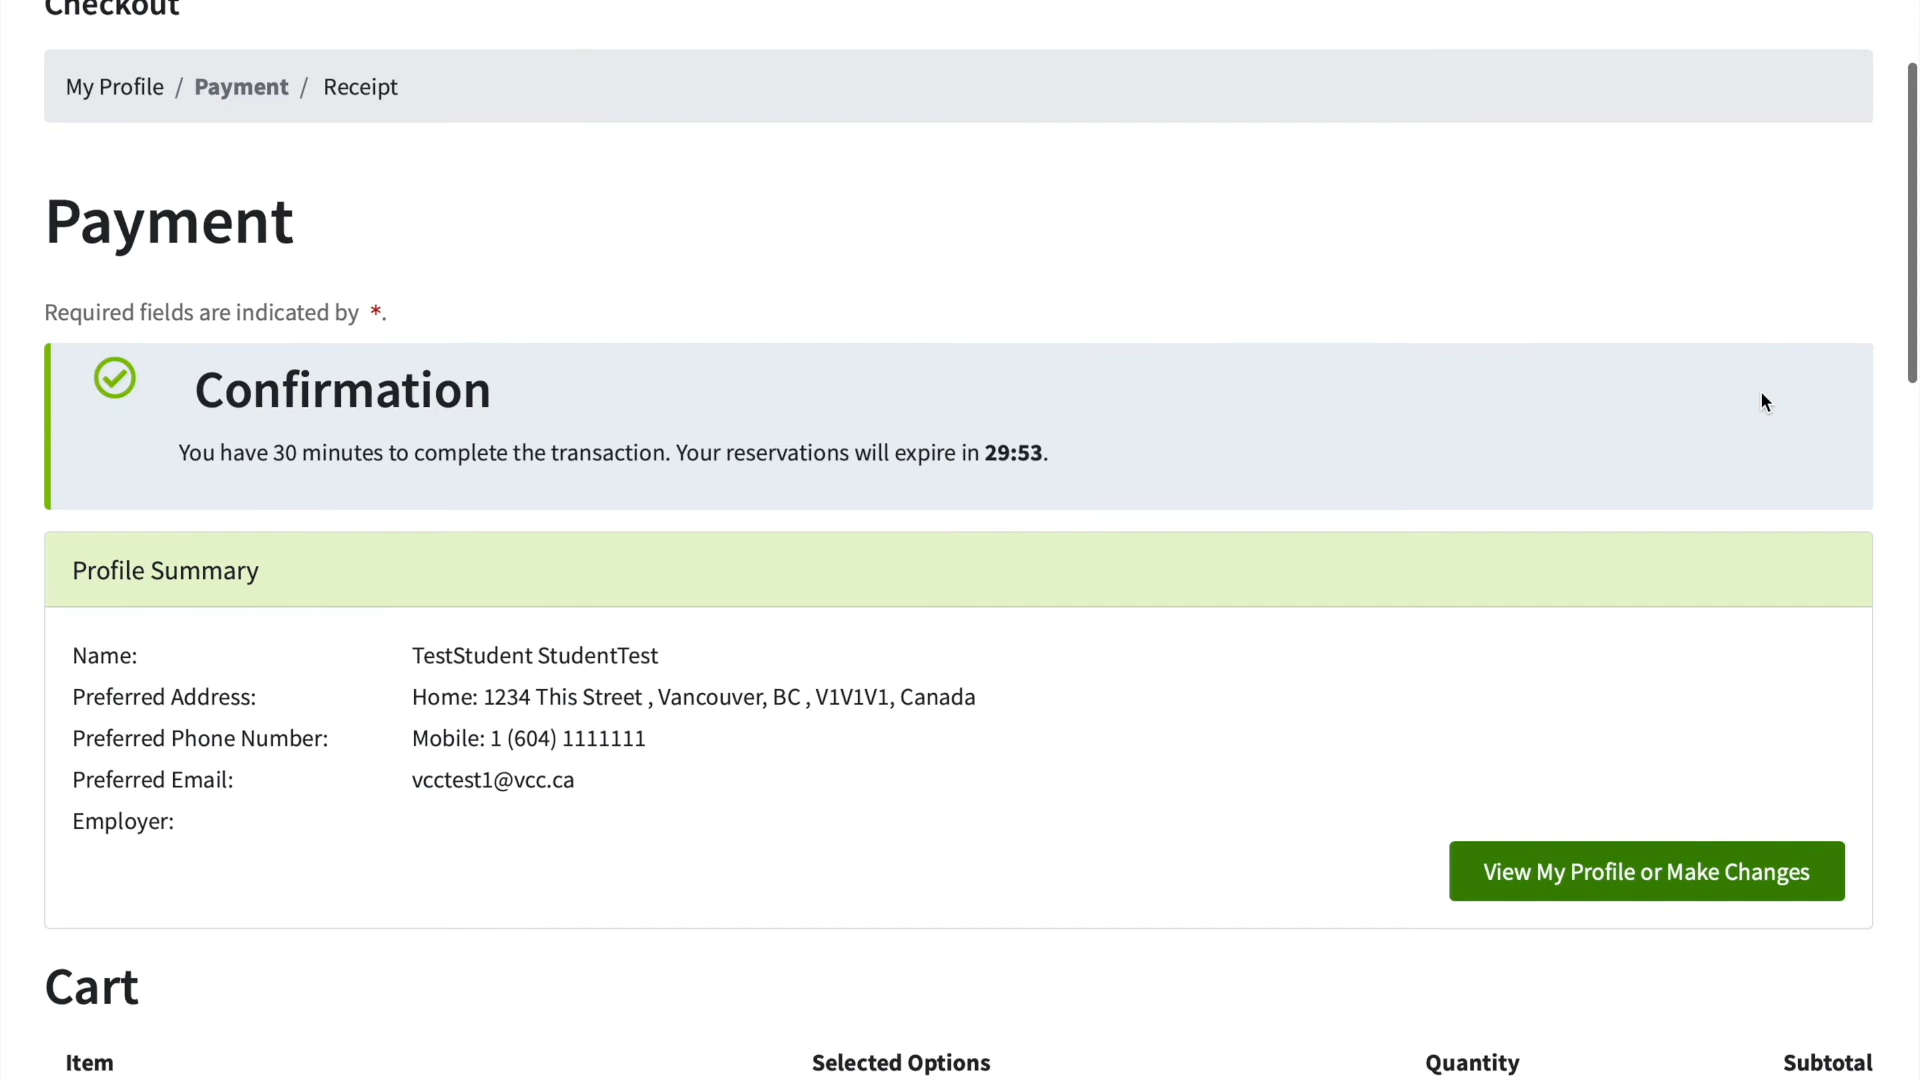 Checkout
My Profile / Payment / Receipt
Payment
Required fields are indicated by *.
Confirmation
You have 30 minutes to complete the transaction. Your reservations will expire in 29:53.
Profile Summary
Name: TestStudent StudentTest
Preferred Address: Home: 1234 This Street , Vancouver, BC , V1V1V1, Canada
Preferred Phone Number: Mobile: 1 (604) 1111111
Preferred Email: vcctest1@vcc.ca
Employer:
View My Profile or Make Changes
Cart
Item Selected Options Quantity Subtotal